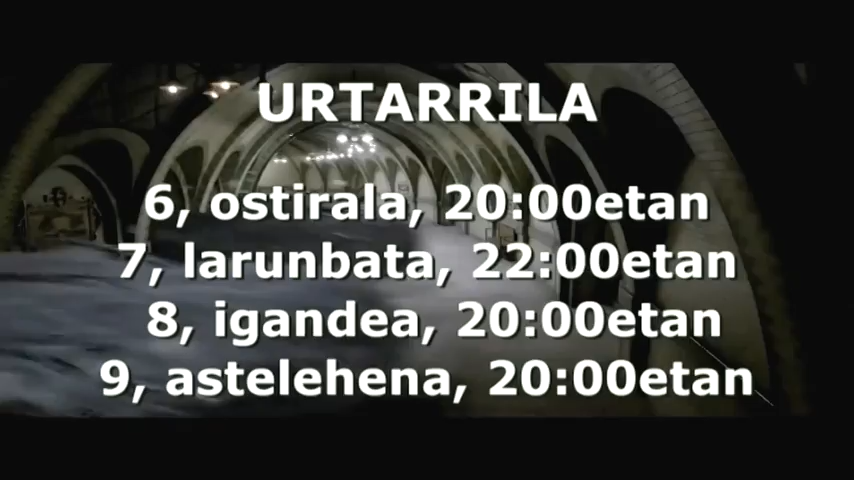 URTARRILA
6, ostirala, 20:00etan
7, larunbata, 22:00etan
8, igandea, 20:00etan
9, astelehena, 20:00etan